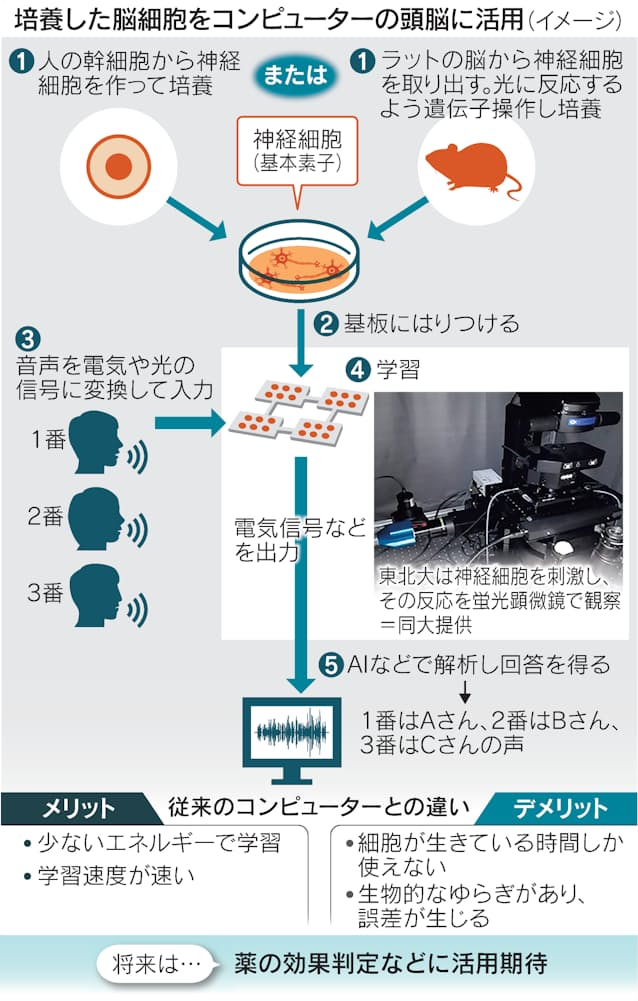 培養した脳細胞をコンピューターの頭脳に活用(イメージ)
❶人の幹細胞から神経
細胞を作って培養
または
❶ラットの脳から神経細胞
を取り出す。光に反応する
よう遺伝子操作し培養
神経細胞
(基本素子)
❷基板にはりつける
❸
音声を電気や光の
信号に変換して入力
1番
2番
3番
❹学習
電気信号など
を出力
東北大は神経細胞を刺激し、
その反応を蛍光顕微鏡で観察
=同大提供
❺AIなどで解析し回答を得る
1番はAさん、2番はBさん、
3番はCさんの声
メリット
従来のコンピューターとの違い
デメリット
・少ないエネルギーで学習
・学習速度が速い
・細胞が生きている時間しか
使えない
・生物的なゆらぎがあり、
誤差が生じる
将来は…
薬の効果判定などに活用期待